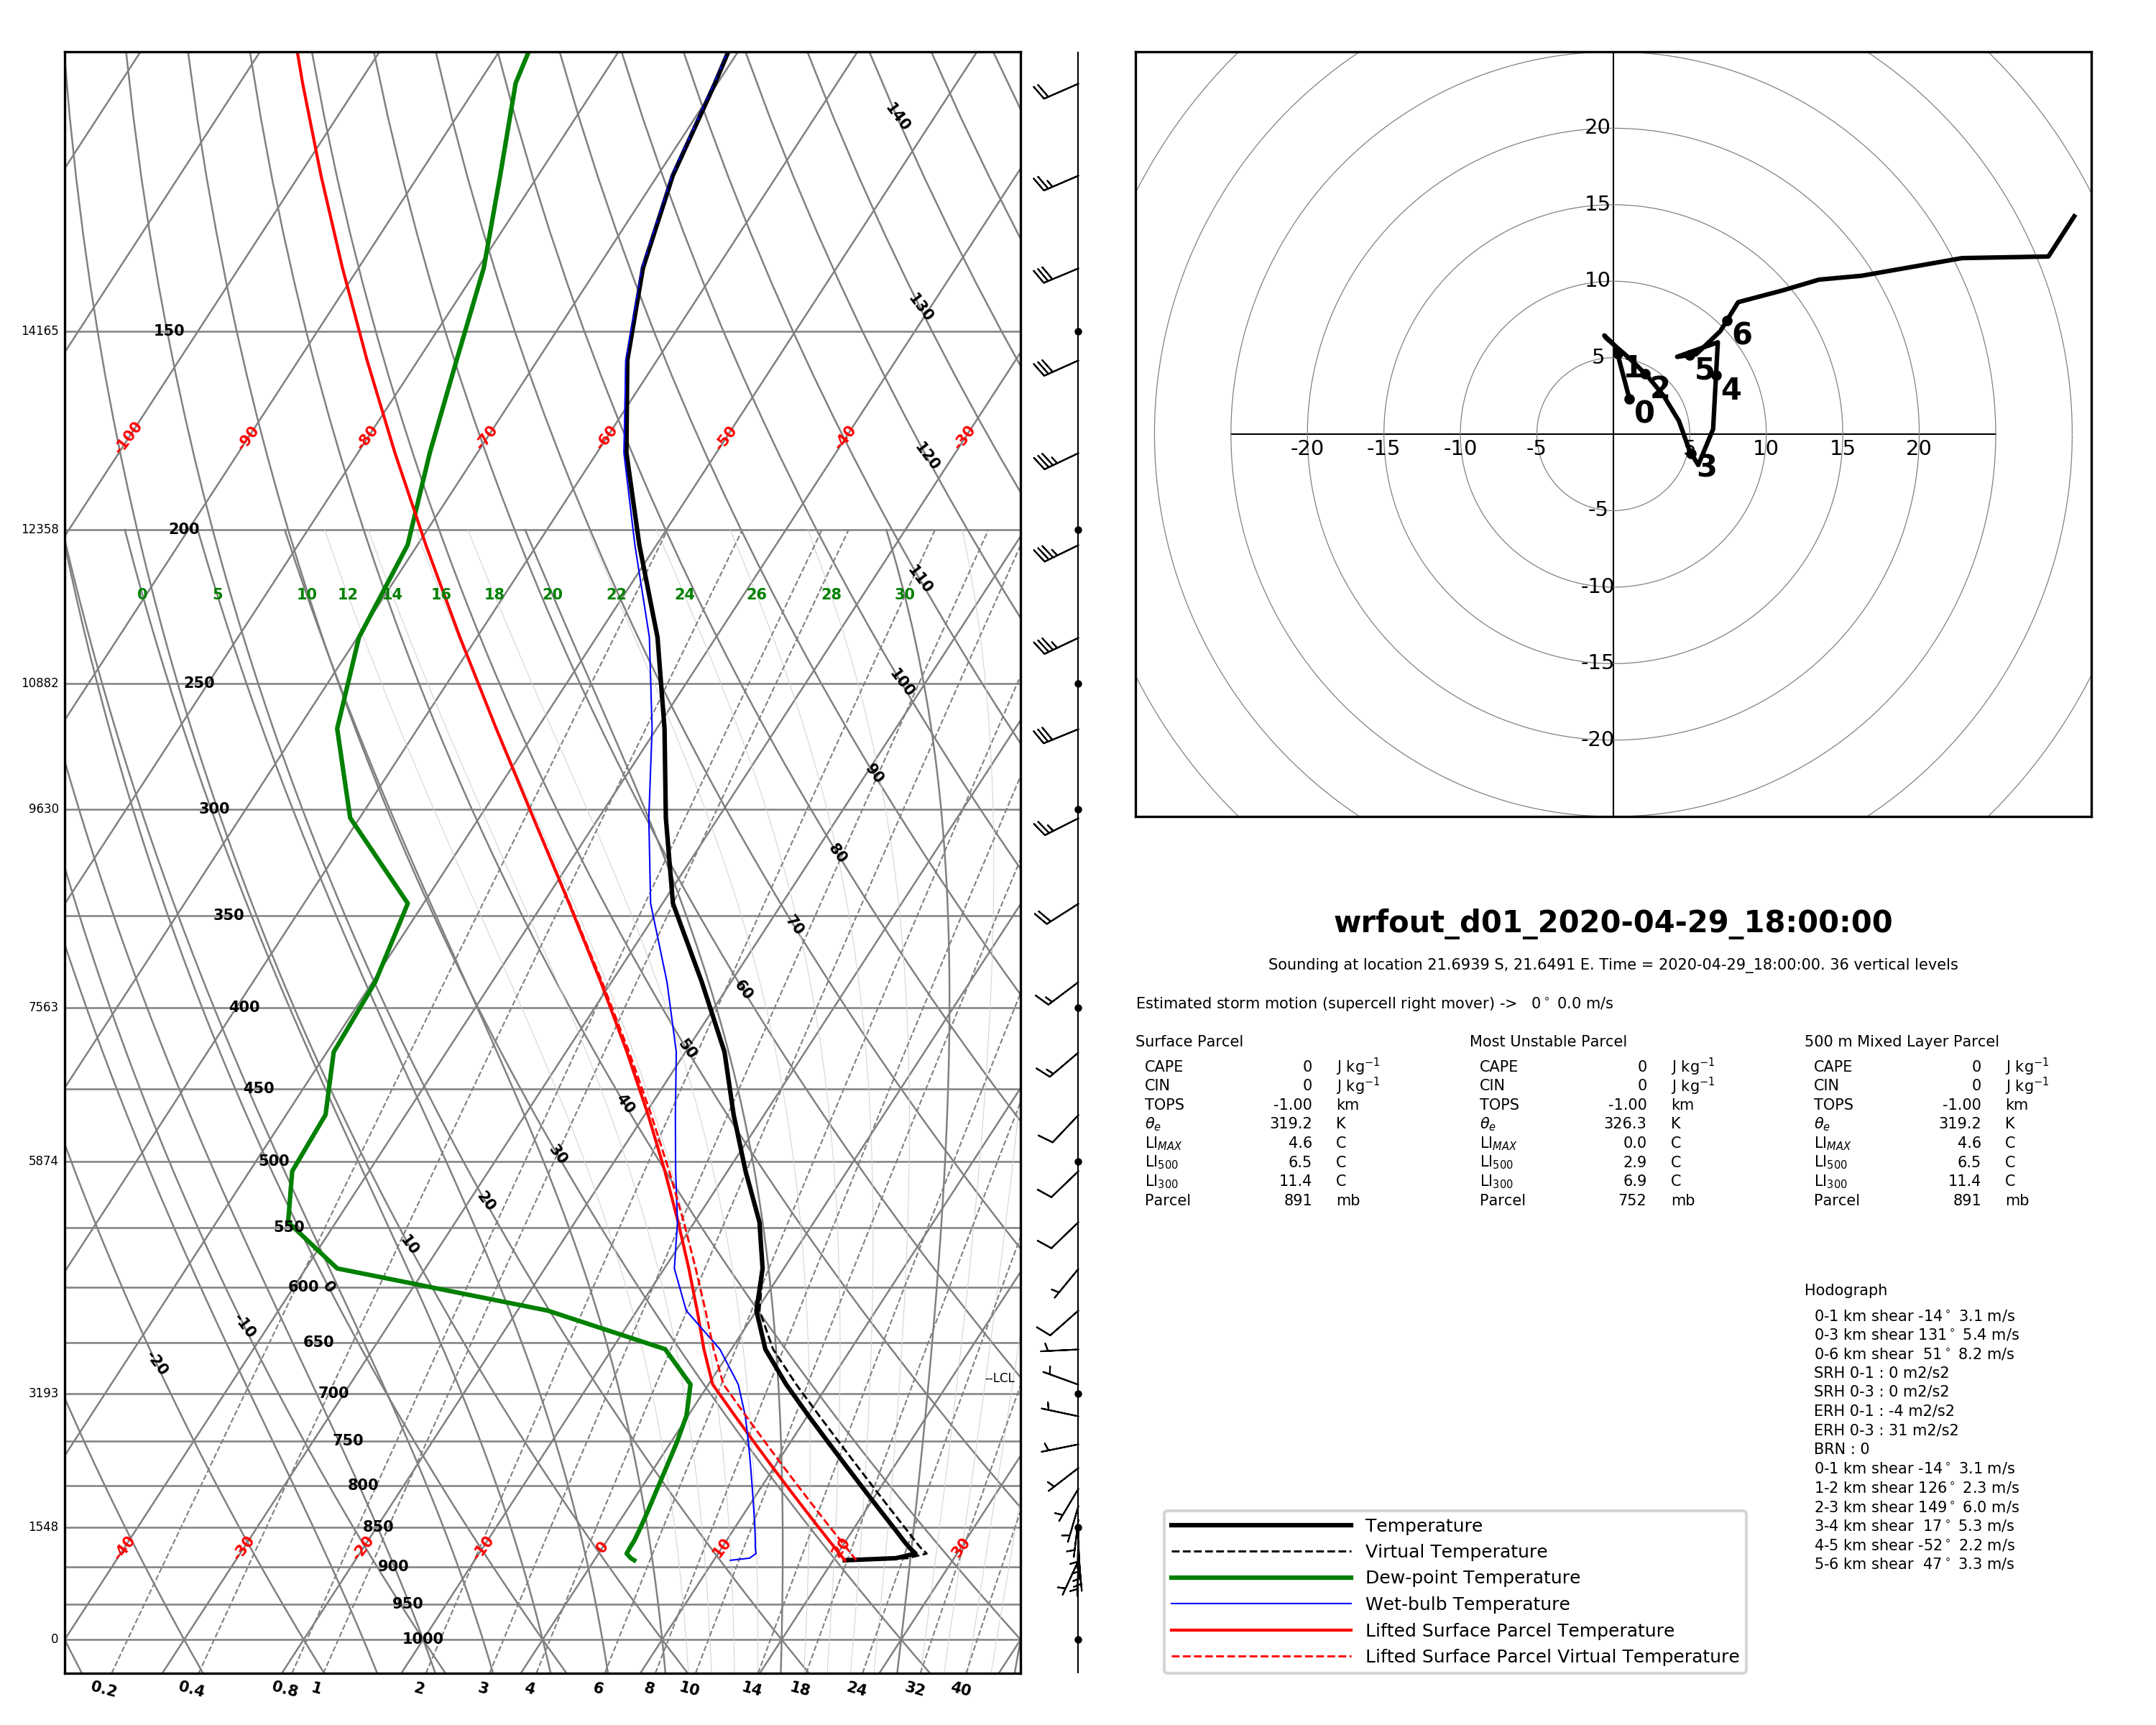 140
130
120
110
100
90
80
70
60
50
40
30
20
10
0
-10
-20
14165 150
-100 -90 -80 -70 -60 -50 -40 -30
12358 200
0 5 10 12 14 16 18 20 22 24 26 28 30
10882 250
9630 300
350
7563 400
450
5874 500
550
600
650
--LCL
3193 700
750
800
1548 850
-40 -30 -20 -10 0 10 20 30
900
950
0 1000
0.2 0.4 0.8 1 2 3 4 6 8 10 14 18 24 32 40
20
15
10
5
-20 -15 -10 -5 5 10 15 20
-5
-10
-15
-20
0 1 2 3 4 5 6
wrfout_d01_2020-04-29_18:00:00
Sounding at location 21.6939 S, 21.6491 E. Time = 2020-04-29_18:00:00. 36 vertical levels
Estimated storm motion (supercell right mover) -> 0° 0.0 m/s
Surface Parcel
CAPE 0 J kg⁻¹
CIN 0 J kg⁻¹
TOPS -1.00 km
θe 319.2 K
LI_MAX 4.6 C
LI_500 6.5 C
LI_300 11.4 C
Parcel 891 mb
Most Unstable Parcel
CAPE 0 J kg⁻¹
CIN 0 J kg⁻¹
TOPS -1.00 km
θe 326.3 K
LI_MAX 0.0 C
LI_500 2.9 C
LI_300 6.9 C
Parcel 752 mb
500 m Mixed Layer Parcel
CAPE 0 J kg⁻¹
CIN 0 J kg⁻¹
TOPS -1.00 km
θe 319.2 K
LI_MAX 4.6 C
LI_500 6.5 C
LI_300 11.4 C
Parcel 891 mb
Hodograph
0-1 km shear -14° 3.1 m/s
0-3 km shear 131° 5.4 m/s
0-6 km shear 51° 8.2 m/s
SRH 0-1 : 0 m2/s2
SRH 0-3 : 0 m2/s2
ERH 0-1 : -4 m2/s2
ERH 0-3 : 31 m2/s2
BRN : 0
0-1 km shear -14° 3.1 m/s
1-2 km shear 126° 2.3 m/s
2-3 km shear 149° 6.0 m/s
3-4 km shear 17° 5.3 m/s
4-5 km shear -52° 2.2 m/s
5-6 km shear 47° 3.3 m/s
Temperature
Virtual Temperature
Dew-point Temperature
Wet-bulb Temperature
Lifted Surface Parcel Temperature
Lifted Surface Parcel Virtual Temperature